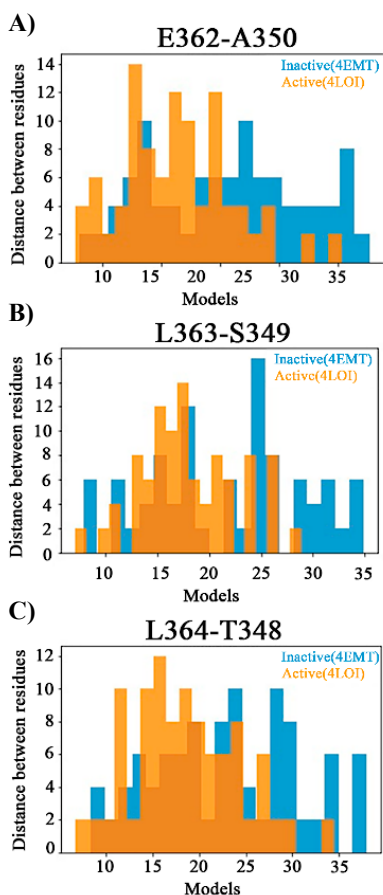 A)
E362-A350
Inactive(4EMT)
Active(4LOI)
Distance between residues
14
12
10
8
6
4
2
0
10 15 20 25 30 35
Models
B)
L363-S349
Inactive(4EMT)
Active(4LOI)
Distance between residues
16
14
12
10
8
6
4
2
0
10 15 20 25 30 35
Models
C)
L364-T348
Inactive(4EMT)
Active(4LOI)
Distance between residues
12
10
8
6
4
2
0
10 15 20 25 30 35
Models